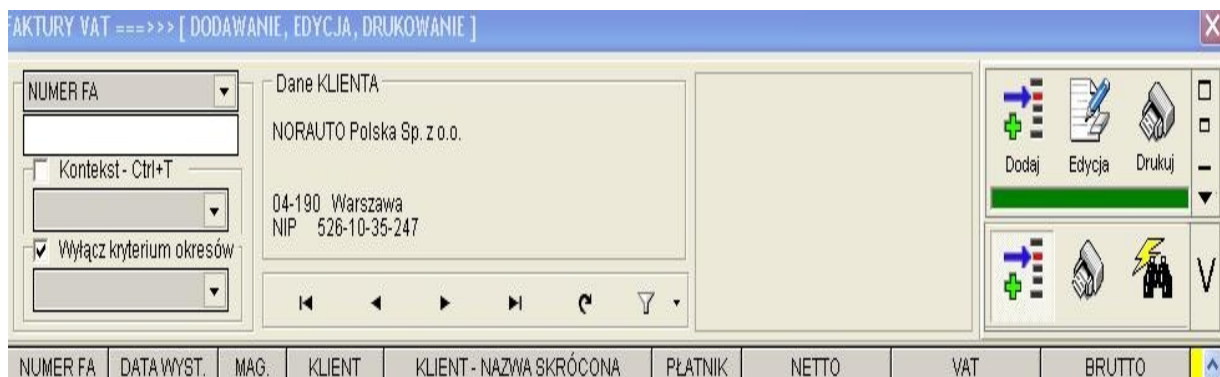 FAKTURY VAT ===>>> [ DODAWANIE, EDYCJA, DRUKOWANIE ]
NUMER FA
Kontekst - Ctrl+T
Wyłącz kryterium okresów
Dane KLIENTA
NORAUTO Polska Sp. z o.o.
04-190 Warszawa
NIP 526-10-35-247
Dodaj Edycja Drukuj
V
NUMER FA DATA WYST. MAG. KLIENT KLIENT - NAZWA SKRÓCONA PŁATNIK NETTO VAT BRUTTO